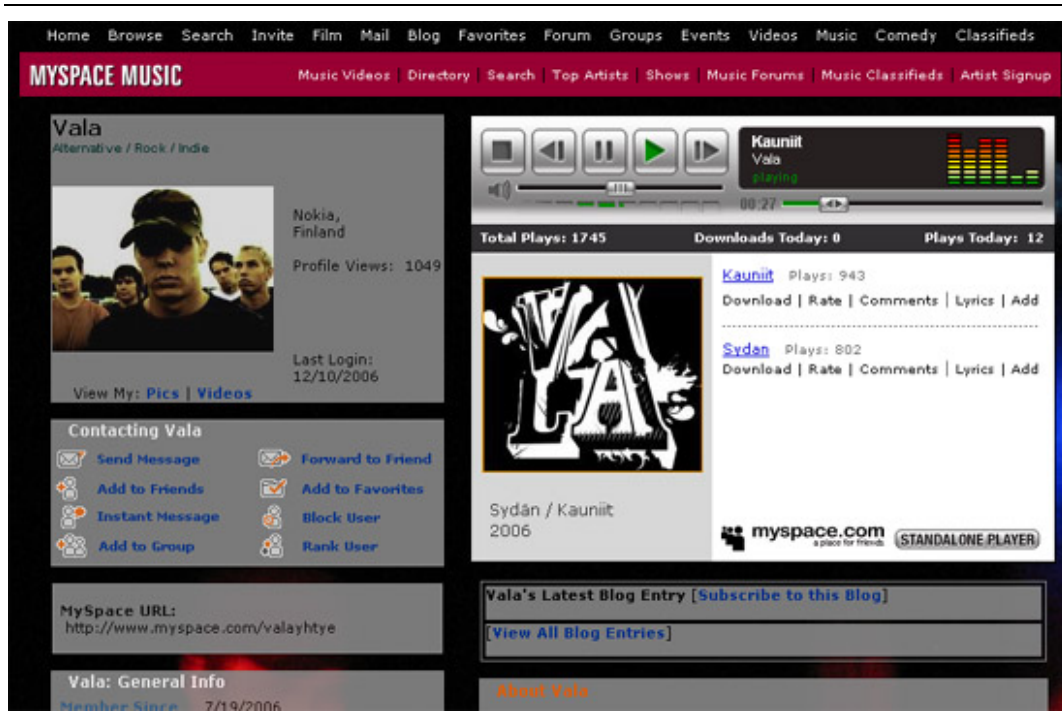 Home Browse Search Invite Film Mail Blog Favorites Forum Groups Events Videos Music Comedy Classifieds
MYSPACE MUSIC
Music Videos | Directory | Search | Top Artists | Shows | Music Forums | Music Classifieds | Artist Signup
Vala
Alternative / Rock / Indie
Nokia,
Finland
Profile Views: 1049
Last Login:
12/10/2006
View My: Pics | Videos
Contacting Vala
Send Message
Forward to Friend
Add to Friends
Add to Favorites
Instant Message
Block User
Add to Group
Rank User
MySpace URL:
http://www.myspace.com/valayhtye
Vala: General Info
Member Since 7/19/2006
Kauniit
Vala
playing
00:27
Total Plays: 1745
Downloads Today: 0
Plays Today: 12
VALA
Sydän / Kauniit
2006
Kauniit Plays: 943
Download | Rate | Comments | Lyrics | Add
Sydan Plays: 802
Download | Rate | Comments | Lyrics | Add
myspace.com
a place for friends
STANDALONE PLAYER
Vala's Latest Blog Entry [Subscribe to this Blog]
[View All Blog Entries]
About Vala